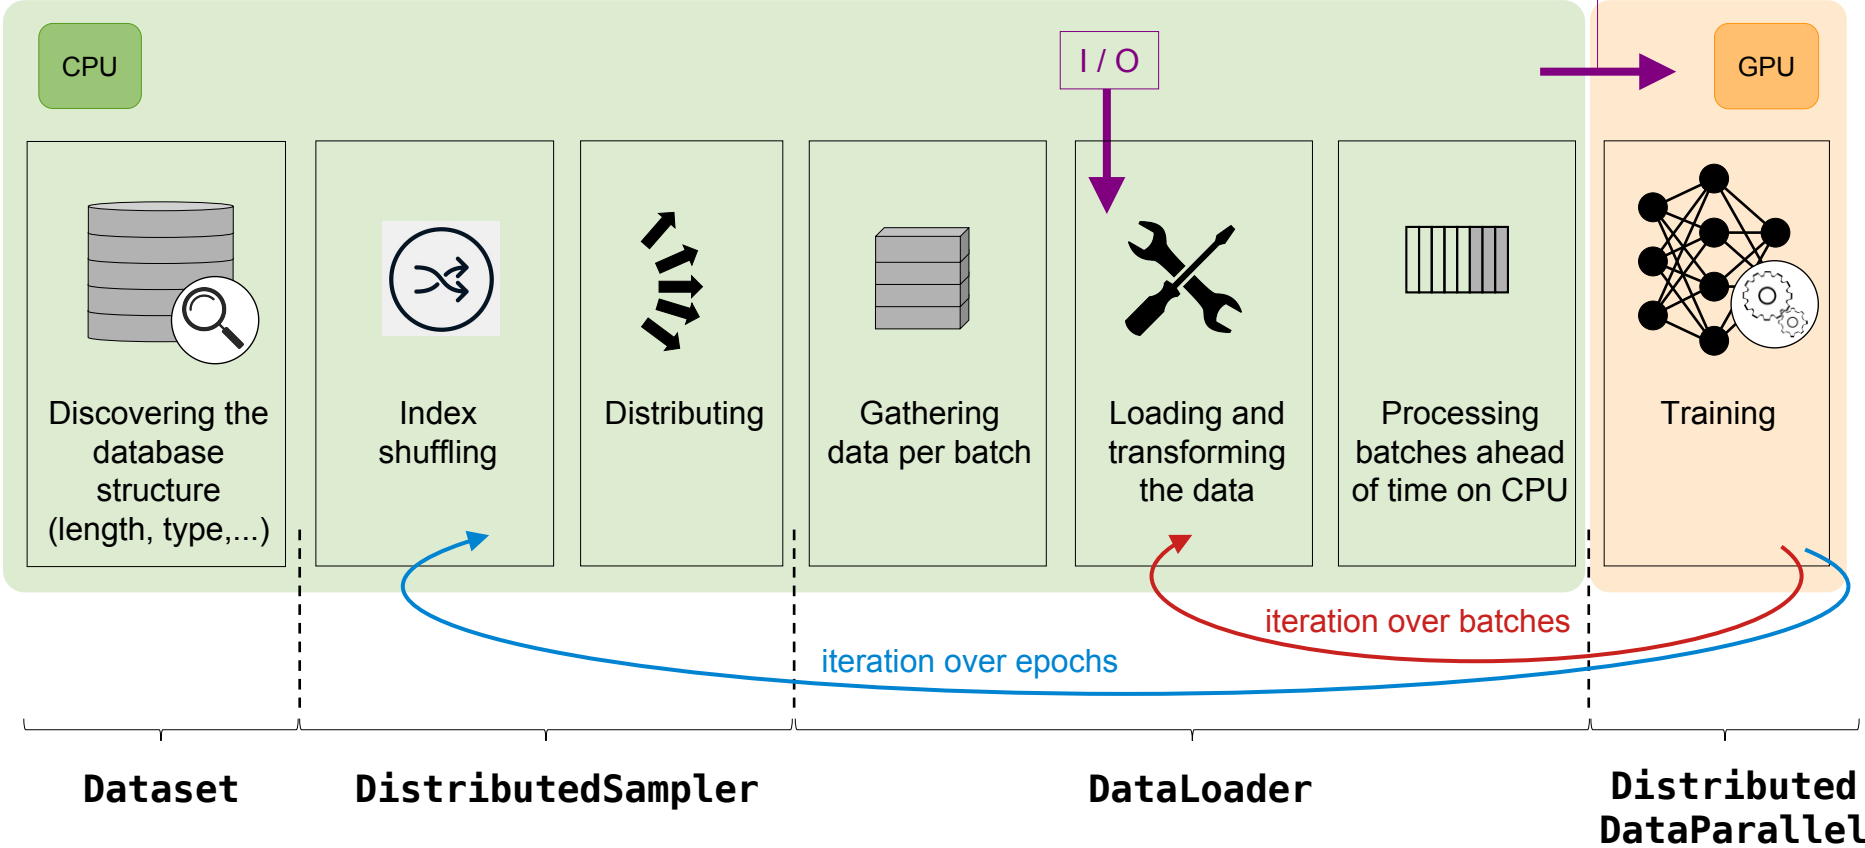 CPU
I / O
GPU
Discovering the
database
structure
(length, type,...)
Index
shuffling
Distributing
Gathering
data per batch
Loading and
transforming
the data
Processing
batches ahead
of time on CPU
Training
iteration over batches
iteration over epochs
Dataset
DistributedSampler
DataLoader
Distributed
DataParallel